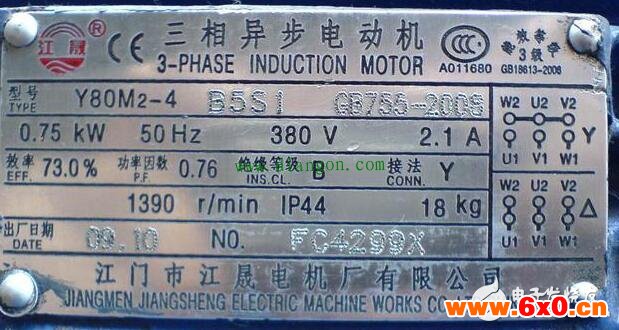 江晟 CE 三相异步电动机 CCC
3-PHASE INDUCTION MOTOR A011680 3级 GB18613-2006
型号 TYPE Y80M2-4 B5S1 GB755-2008
0.75 kW 50 Hz 380 V 2.1 A
效率 EFF. 73.0% 功率因数 P.F. 0.76 绝缘等级 INS.CL. B 接法 CONN. Y
1390 r/min IP44 18 kg
出厂日期 DATE 09.10 NO. FC4299X
W2 U2 V2
Y
U1 V1 W1
W2 U2 V2
△
U1 V1 W1
江门市江晟电机厂有限公司
JIANGMEN JIANGSHENG ELECTRIC MACHINE WORKS CO.
电子发烧友
www.6x0.cn